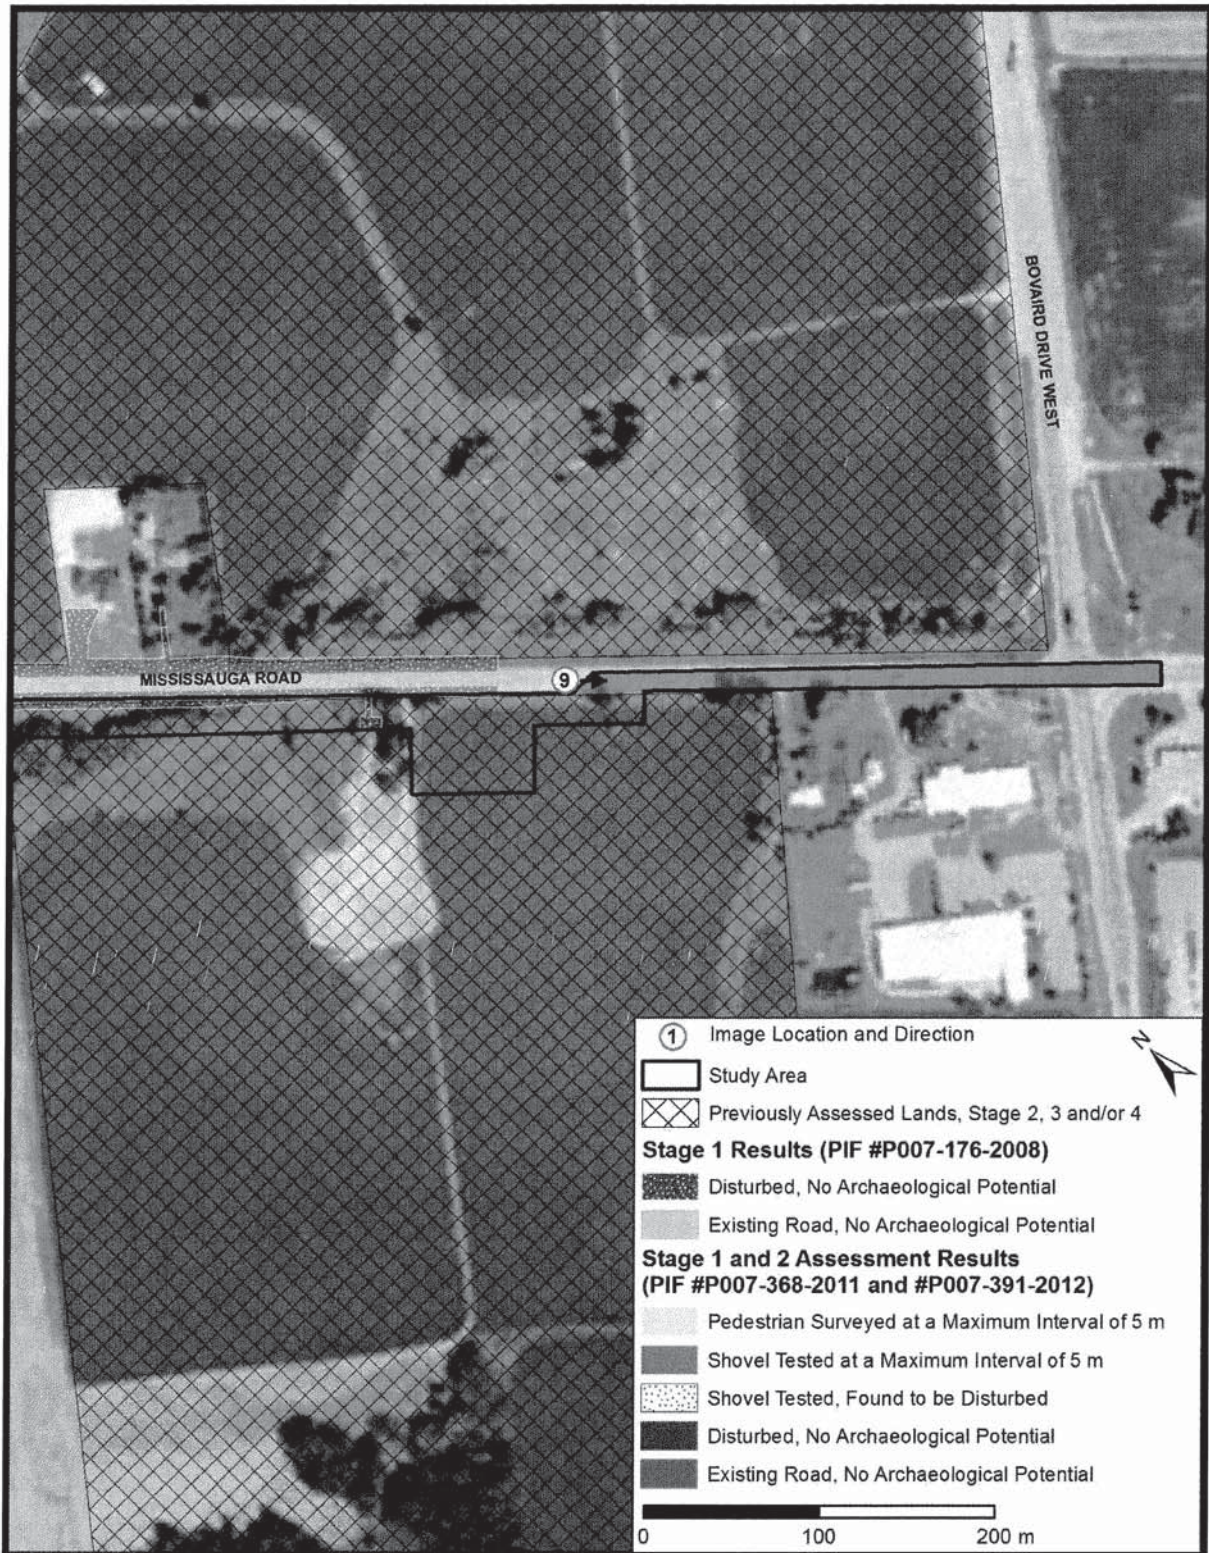 BOVAIRD DRIVE WEST
MISSISSAUGA ROAD
9
1 Image Location and Direction
N
Study Area
Previously Assessed Lands, Stage 2, 3 and/or 4
Stage 1 Results (PIF #P007-176-2008)
Disturbed, No Archaeological Potential
Existing Road, No Archaeological Potential
Stage 1 and 2 Assessment Results
(PIF #P007-368-2011 and #P007-391-2012)
Pedestrian Surveyed at a Maximum Interval of 5 m
Shovel Tested at a Maximum Interval of 5 m
Shovel Tested, Found to be Disturbed
Disturbed, No Archaeological Potential
Existing Road, No Archaeological Potential
0 100 200 m